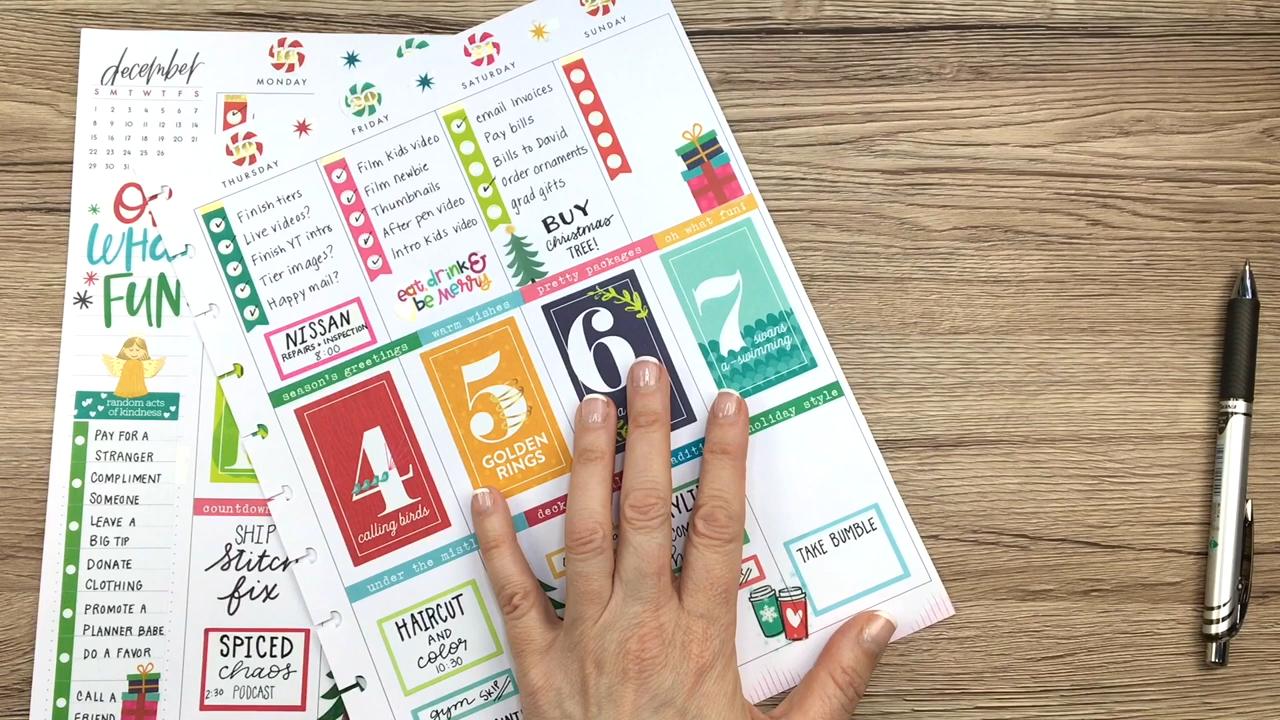 december
S M T W T F S
1 2 3 4 5 6 7
8 9 10 11 12 13 14
15 16 17 18 19 20 21
22 23 24 25 26
29 30 31
MONDAY
FUN
random acts
of kindness
PAY FOR A
STRANGER
COMPLIMENT
SOMEONE
LEAVE A
BIG TIP
DONATE
CLOTHING
PROMOTE A
PLANNER BABE
DO A FAVOR
CALL A
FRIEND
countdown
SHIP
Stitch
fix
SPICED
chaos
2:30 PODCAST
THURSDAY
Finish tiers
Live videos?
Finish YT intro
Tier images?
Happy mail?
NISSAN
REPAIRS + INSPECTION
8:00
season's greetings
4
calling birds
HAIRCUT
AND
color
10:30
gym SKIP
FRIDAY
Film kids video
Film newbie
Thumbnails
After pen video
Intro kids video
eat, drink &
be merry
warm wishes
5
GOLDEN
RINGS
SATURDAY
email invoices
Pay bills
Bills to David
order ornaments
grad gifts
BUY
Christmas
TREE!
pretty packages
6
SUNDAY
oh what fun!
7
swans
a-swimming
holiday style
TAKE BUMBLE